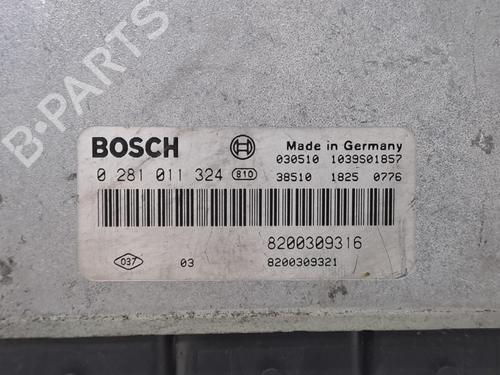 B-PARTS
BOSCH
Made in Germany
030510 1039S01857
0 281 011 324 810
38510 1825 0776
8200309316
037 03 8200309321